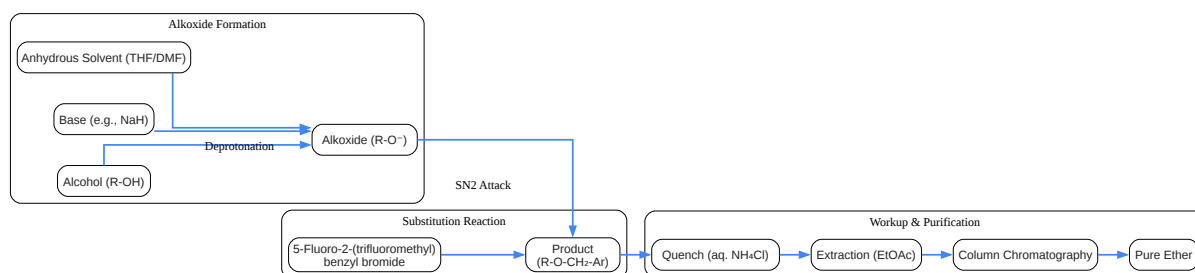 Alkoxide Formation
Anhydrous Solvent (THF/DMF)
Base (e.g., NaH)
Alkoxide (R-O⁻)
Deprotonation
Alcohol (R-OH)
SN2 Attack
Substitution Reaction
5-Fluoro-2-(trifluoromethyl)
benzyl bromide
Product
(R-O-CH₂-Ar)
Workup & Purification
Quench (aq. NH₄Cl)
Extraction (EtOAc)
Column Chromatography
Pure Ether